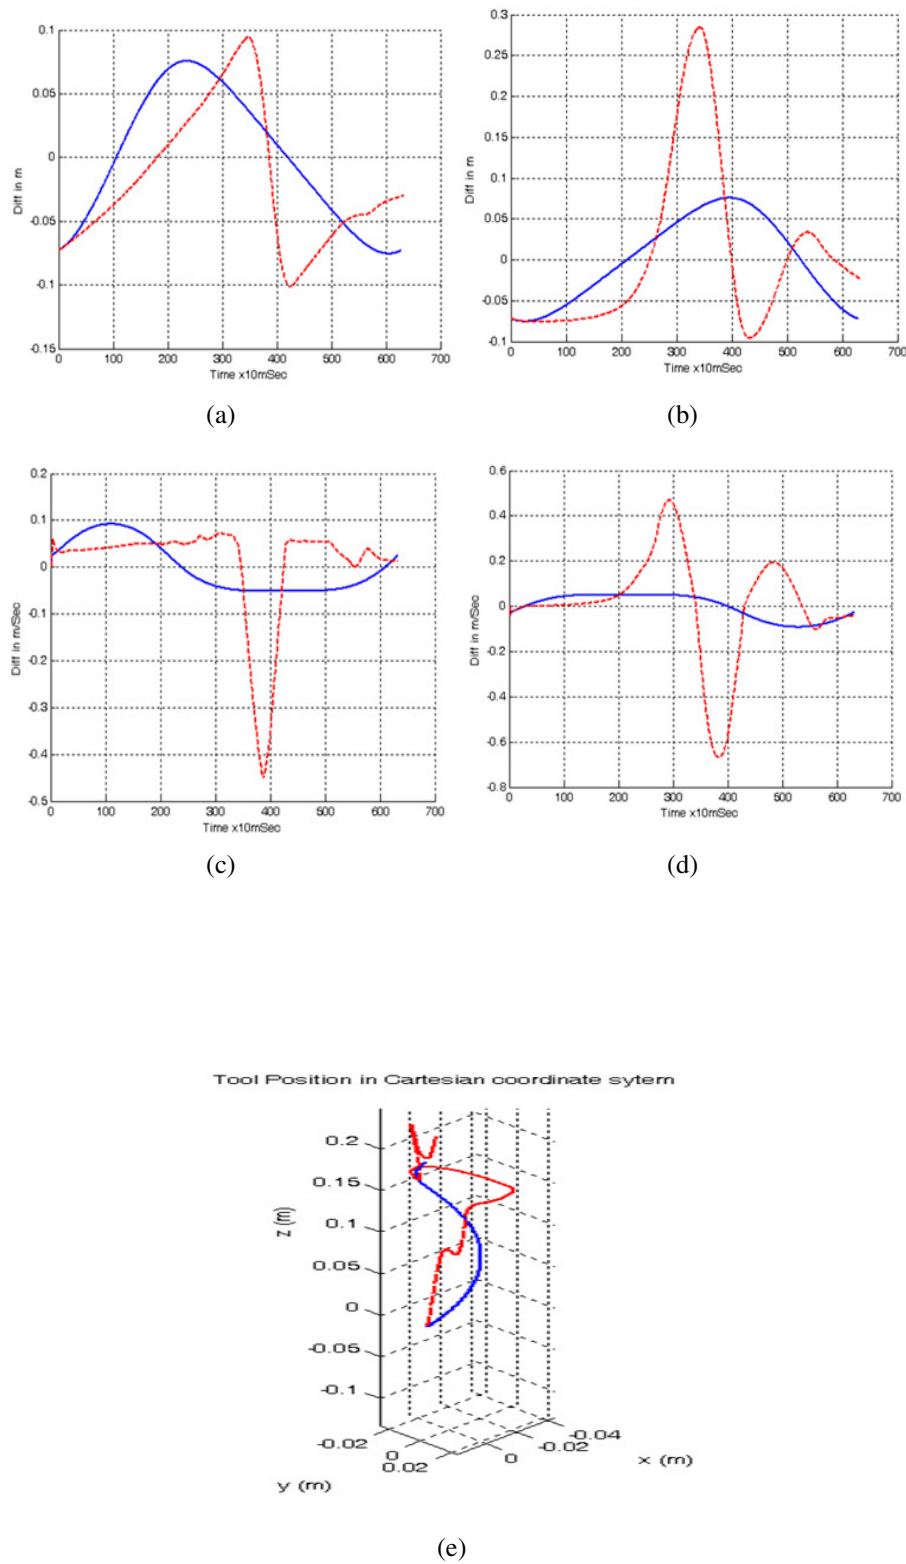 0.1
0.05
0
-0.05
-0.1
-0.15
Diff in m
0 100 200 300 400 500 600 700
Time x10mSec
(a)
0.3
0.25
0.2
0.15
0.1
0.05
0
-0.05
-0.1
Diff in m
0 100 200 300 400 500 600 700
Time x10mSec
(b)
0.2
0.1
0
-0.1
-0.2
-0.3
-0.4
-0.5
Diff in m/Sec
0 100 200 300 400 500 600 700
Time x10mSec
(c)
0.6
0.4
0.2
0
-0.2
-0.4
-0.6
-0.8
Diff in m/Sec
0 100 200 300 400 500 600 700
Time x10mSec
(d)
Tool Position in Cartesian coordinate sytem
0.2
0.15
0.1
0.05
0
-0.05
-0.1
z (m)
-0.02
0
0.02
y (m)
-0.04
-0.02
0
x (m)
(e)